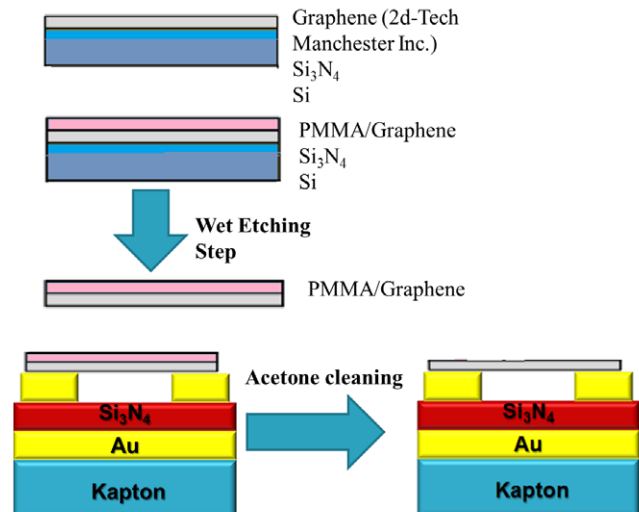 Graphene (2d-Tech
Manchester Inc.)
Si₃N₄
Si
PMMA/Graphene
Si₃N₄
Si
Wet Etching
Step
PMMA/Graphene
Acetone cleaning
Si₃N₄
Au
Kapton
Si₃N₄
Au
Kapton